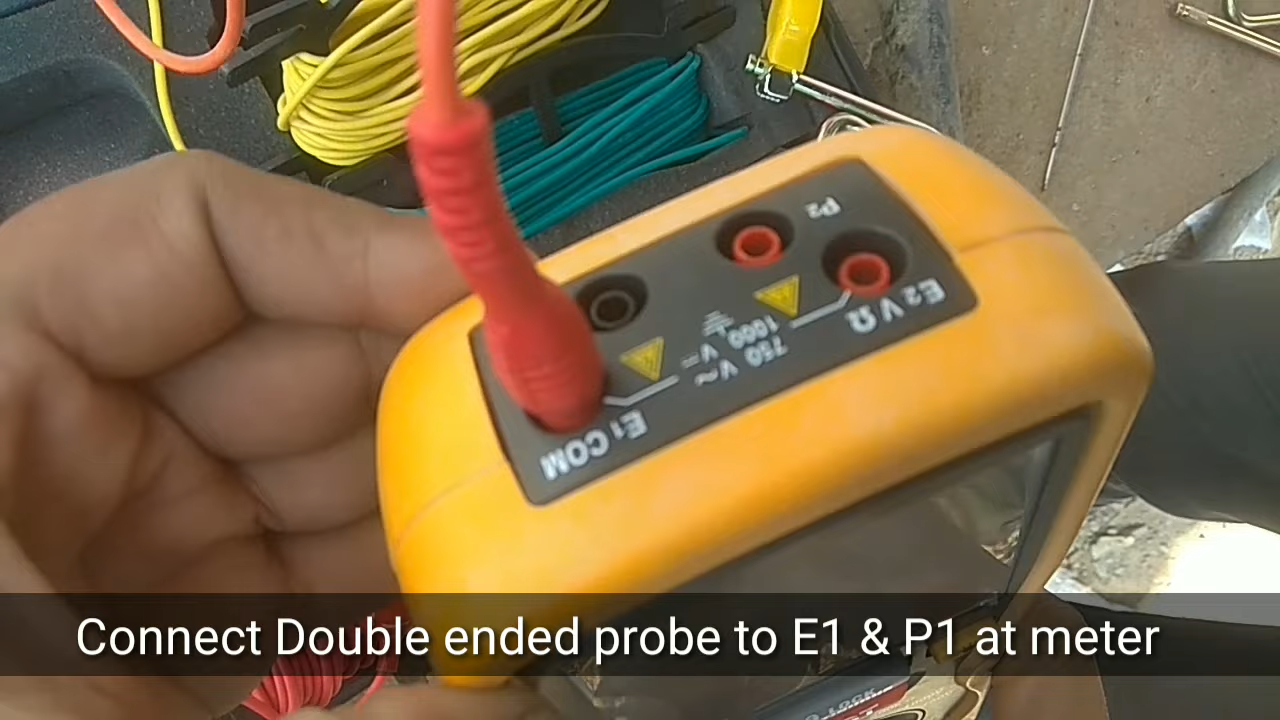 P2
E2 V Ω
1000 V
750 V~
E1 COM
Connect Double ended probe to E1 & P1 at meter